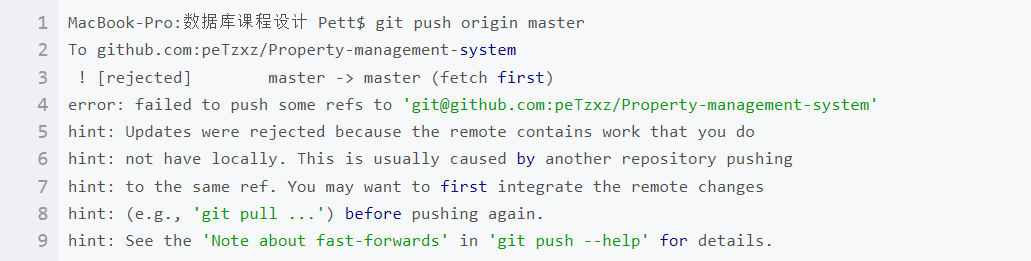 1 MacBook-Pro:数据库课程设计 Pett$ git push origin master
2 To github.com:peTzxz/Property-management-system
3  ! [rejected]        master -> master (fetch first)
4 error: failed to push some refs to 'git@github.com:peTzxz/Property-management-system'
5 hint: Updates were rejected because the remote contains work that you do
6 hint: not have locally. This is usually caused by another repository pushing
7 hint: to the same ref. You may want to first integrate the remote changes
8 hint: (e.g., 'git pull ...') before pushing again.
9 hint: See the 'Note about fast-forwards' in 'git push --help' for details.